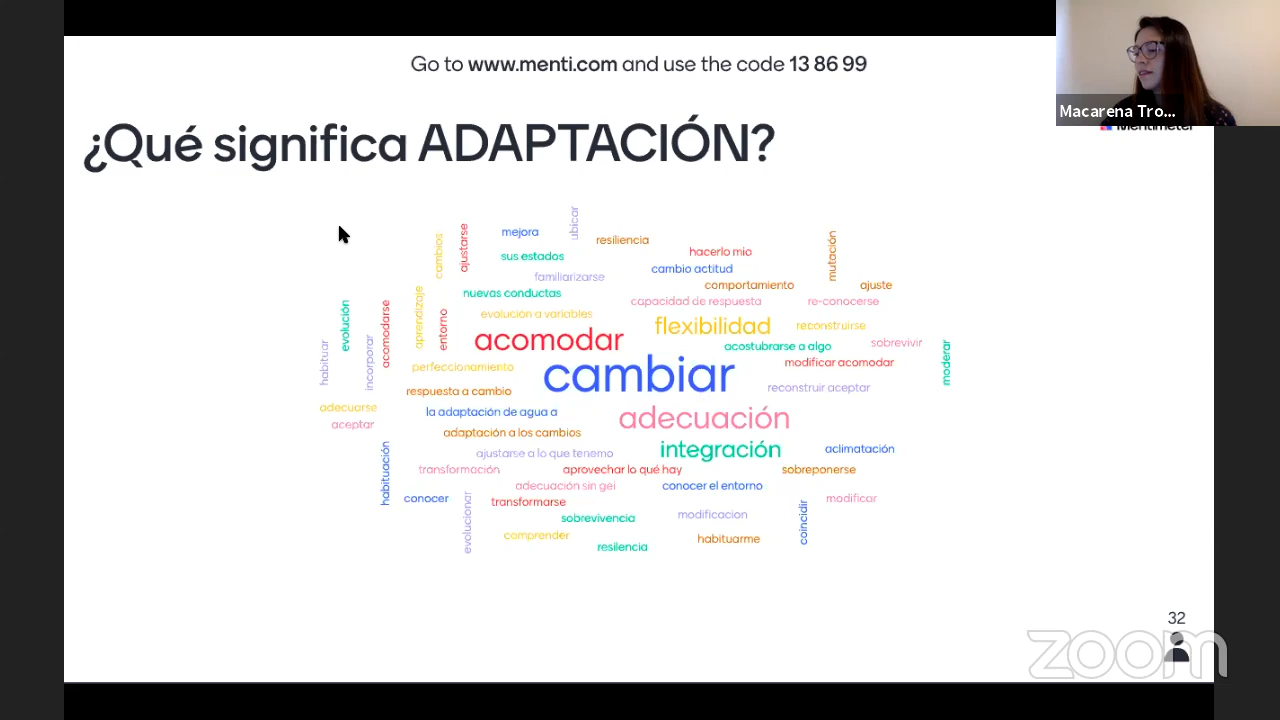 Go to www.menti.com and use the code 13 86 99
Macarena Tro...
Mentimeter
¿Qué significa ADAPTACIÓN?
ubicar
mejora
resiliencia
ajustarse
cambios
mutación
hacerlo mio
sus estados
cambio actitud
familiarizarse
comportamiento
ajuste
nuevas conductas
capacidad de respuesta
re-conocerse
aprendizaje
evolución
acomodarse
entorno
evolución a variables
flexibilidad
reconstruirse
acomodar
acostubrarse a algo
sobrevivir
habituar
incorporar
moderar
modificar acomodar
perfeccionamiento
cambiar
reconstruir aceptar
respuesta a cambio
adecuarse
la adaptación de agua a
adecuación
aceptar
adaptación a los cambios
integración
aclimatación
ajustarse a lo que tenemo
habituación
transformación
aprovechar lo qué hay
sobreponerse
adecuación sin gei
conocer el entorno
conocer
transformarse
modificar
evolucionar
sobrevivencia
modificacion
coincidir
comprender
habituarme
resilencia
32
zoom